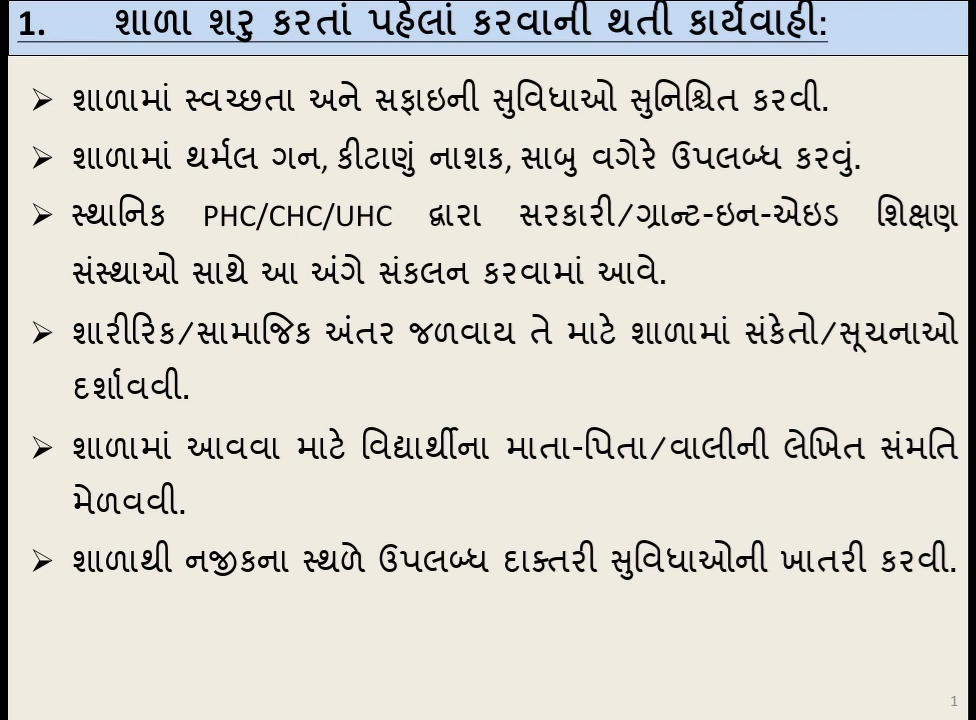 1. શાળા શરુ કરતાં પહેલાં કરવાની થતી કાર્યવાહી:
➢ શાળામાં સ્વચ્છતા અને સફાઇની સુવિધાઓ સુનિશ્ચિત કરવી.
➢ શાળામાં થર્મલ ગન, કીટાણું નાશક, સાબુ વગેરે ઉપલબ્ધ કરવું.
➢ સ્થાનિક PHC/CHC/UHC દ્વારા સરકારી/ગ્રાન્ટ-ઇન-એઇડ શિક્ષણ
સંસ્થાઓ સાથે આ અંગે સંકલન કરવામાં આવે.
➢ શારીરિક/સામાજિક અંતર જળવાય તે માટે શાળામાં સંકેતો/સૂચનાઓ
દર્શાવવી.
➢ શાળામાં આવવા માટે વિદ્યાર્થીના માતા-પિતા/વાલીની લેખિત સંમતિ
મેળવવી.
➢ શાળાથી નજીકના સ્થળે ઉપલબ્ધ દાક્તરી સુવિધાઓની ખાતરી કરવી.
1